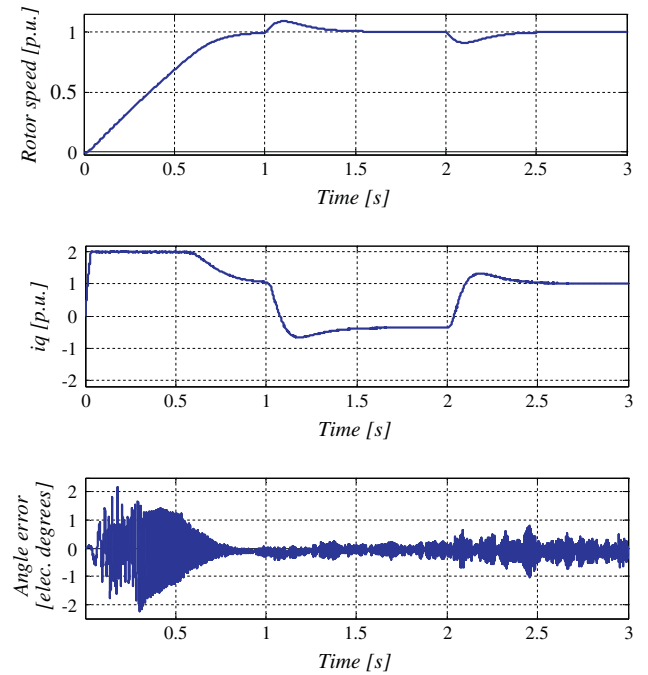 Rotor speed [p.u.]
1
0.5
0
0 0.5 1 1.5 2 2.5 3
Time [s]
iq [p.u.]
2
1
0
-1
-2
0 0.5 1 1.5 2 2.5 3
Time [s]
Angle error
[elec. degrees]
2
1
0
-1
-2
0.5 1 1.5 2 2.5 3
Time [s]